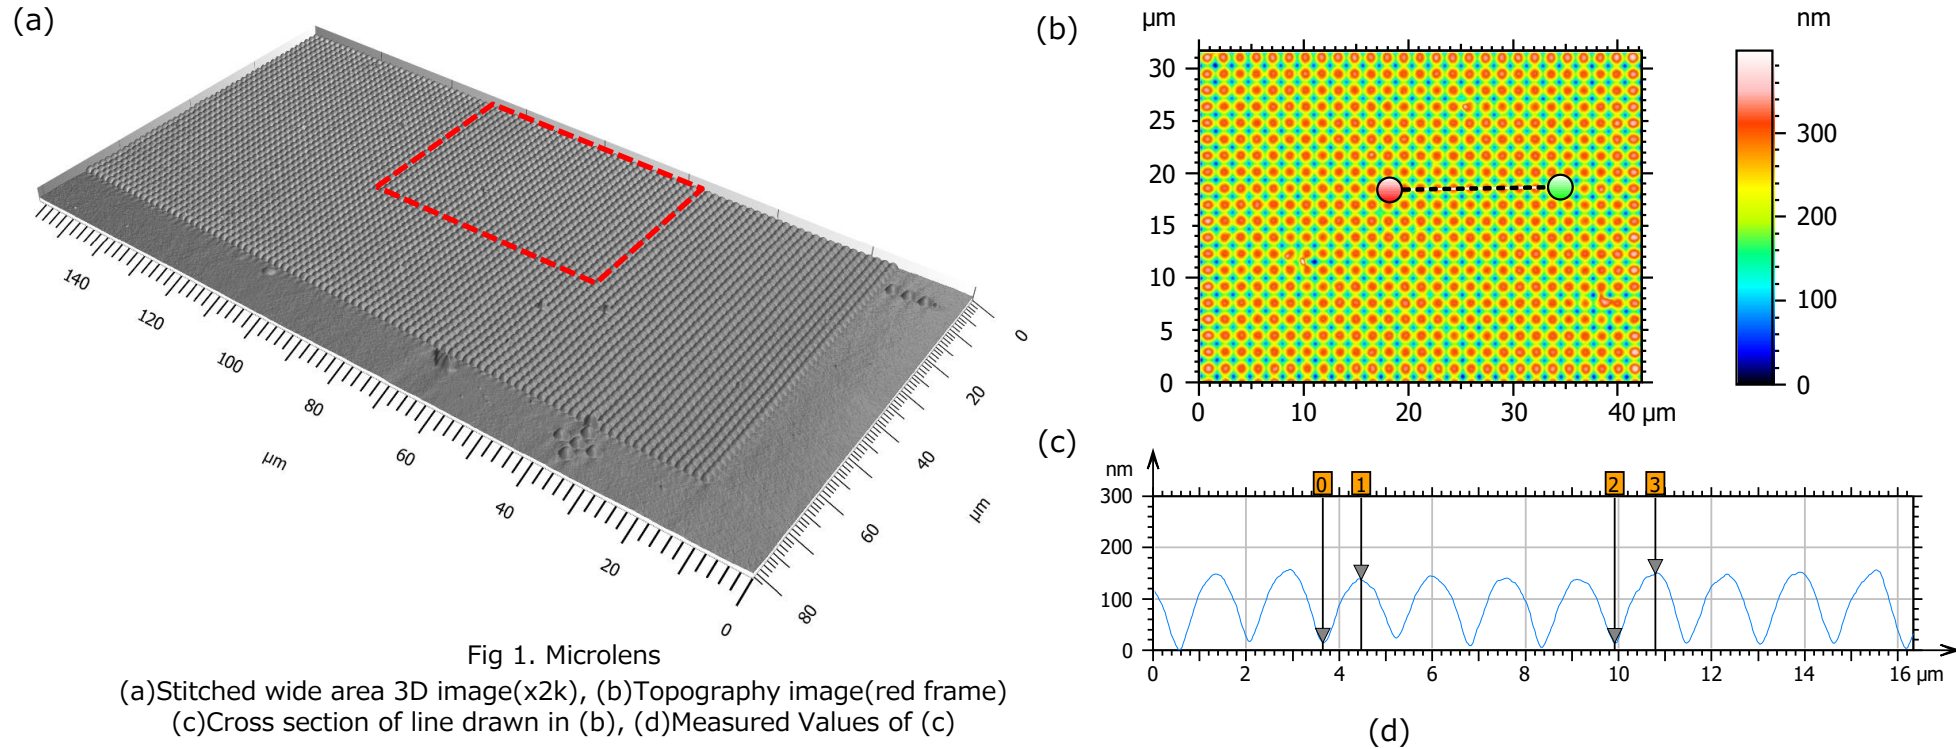 (a)
140
120
100
80
60
40
20
0
µm
0
20
40
60
80
µm
Fig 1. Microlens
(a)Stitched wide area 3D image(x2k), (b)Topography image(red frame)
(c)Cross section of line drawn in (b), (d)Measured Values of (c)
(b)
µm
30
25
20
15
10
5
0
0 10 20 30 40 µm
nm
300
200
100
0
(c)
nm
0 1 2 3
300
200
100
0
0 2 4 6 8 10 12 14 16 µm
(d)